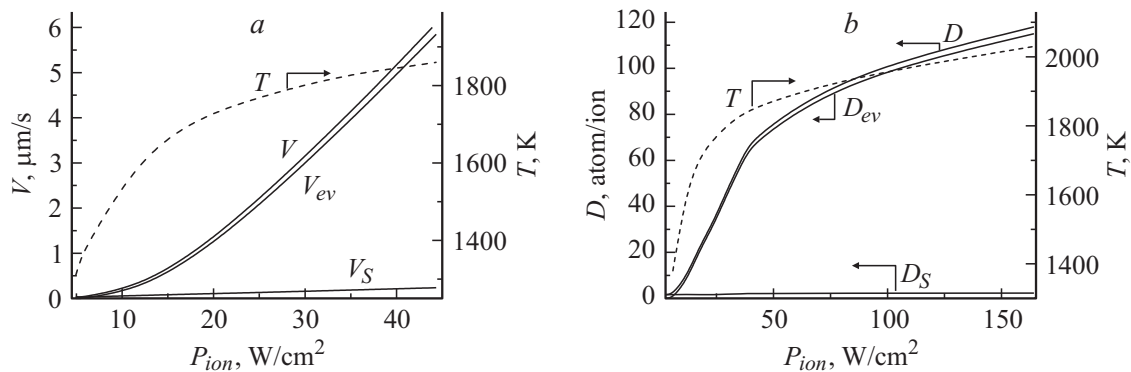 a
6
5
4
3
2
1
0
V, μm/s
1800
1600
1400
T, K
T
V
V_ev
V_S
10
20
30
40
P_ion, W/cm²
b
120
100
80
60
40
20
0
D, atom/ion
2000
1800
1600
1400
T, K
T
D
D_ev
D_S
50
100
150
P_ion, W/cm²